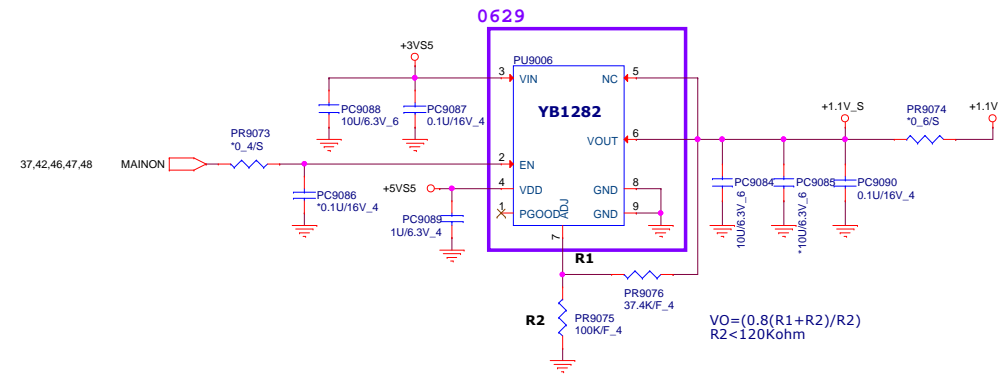 0629
+3VS5
PU9006
3
VIN
NC
5
YB1282
PC9088
10U/6.3V_6
PC9087
0.1U/16V_4
+1.1V_S
PR9074
*0_6/S
+1.1V
PR9073
*0_4/S
VOUT
6
37,42,46,47,48
MAINON
2
EN
PC9086
*0.1U/16V_4
+5VS5
4
VDD
GND
8
PC9084
10U/6.3V_6
PC9085
*10U/6.3V_6
PC9090
0.1U/16V_4
PC9089
1U/6.3V_4
1
PGOOD
ADJ
GND
9
7
R1
PR9076
37.4K/F_4
R2
PR9075
100K/F_4
VO=(0.8(R1+R2)/R2)
R2<120Kohm